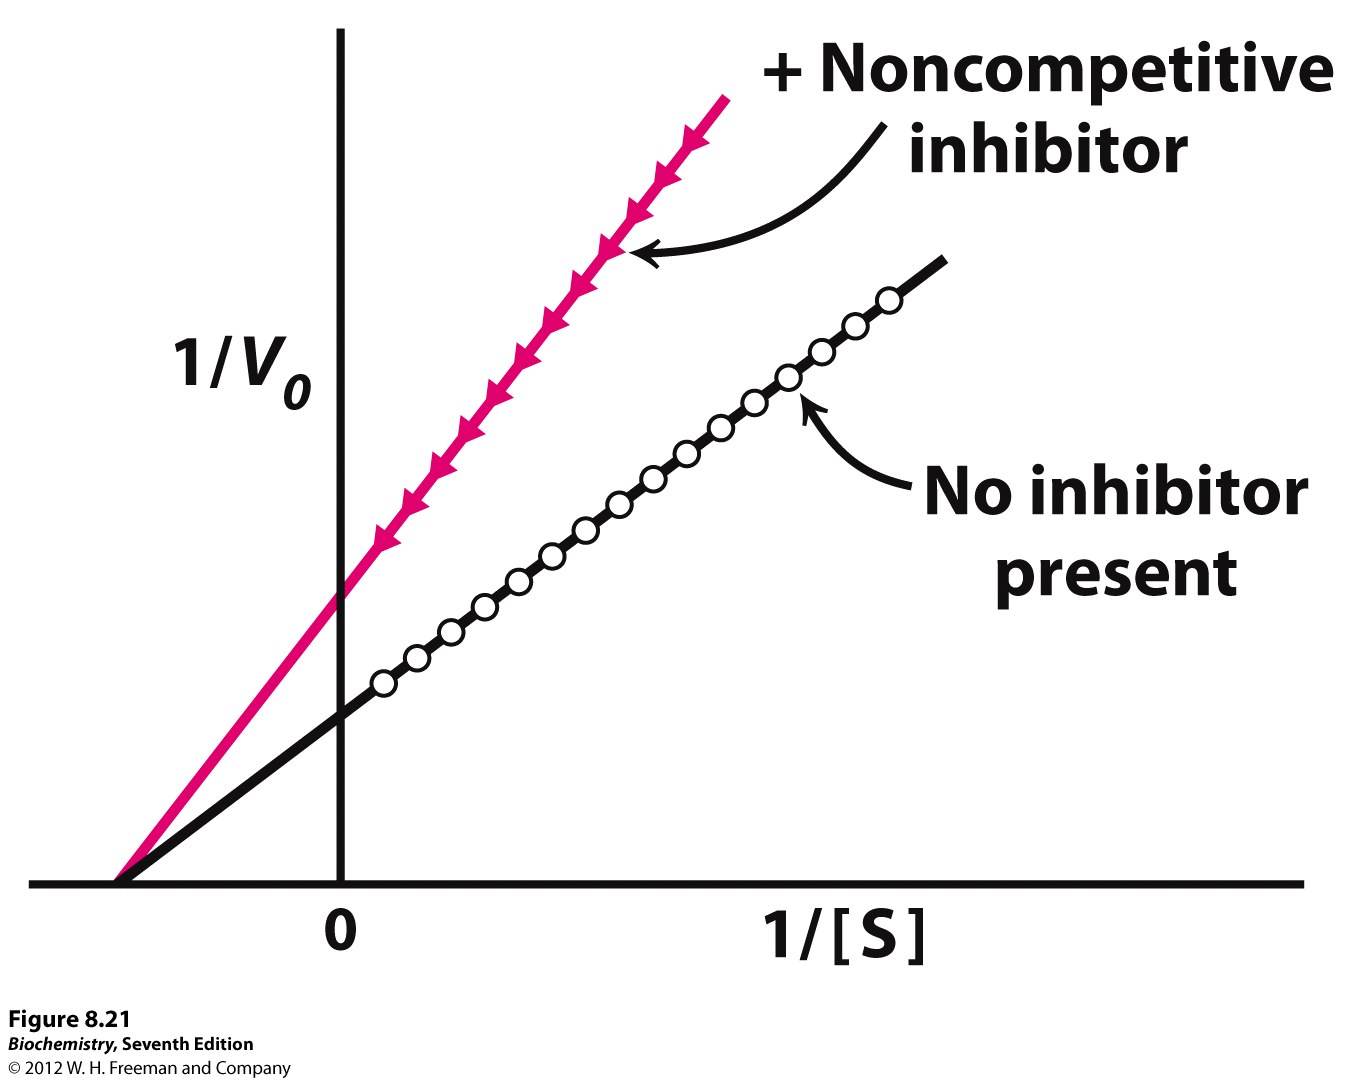 + Noncompetitive
inhibitor
1/V0
No inhibitor
present
0
1/[S]
Figure 8.21
Biochemistry, Seventh Edition
© 2012 W. H. Freeman and Company